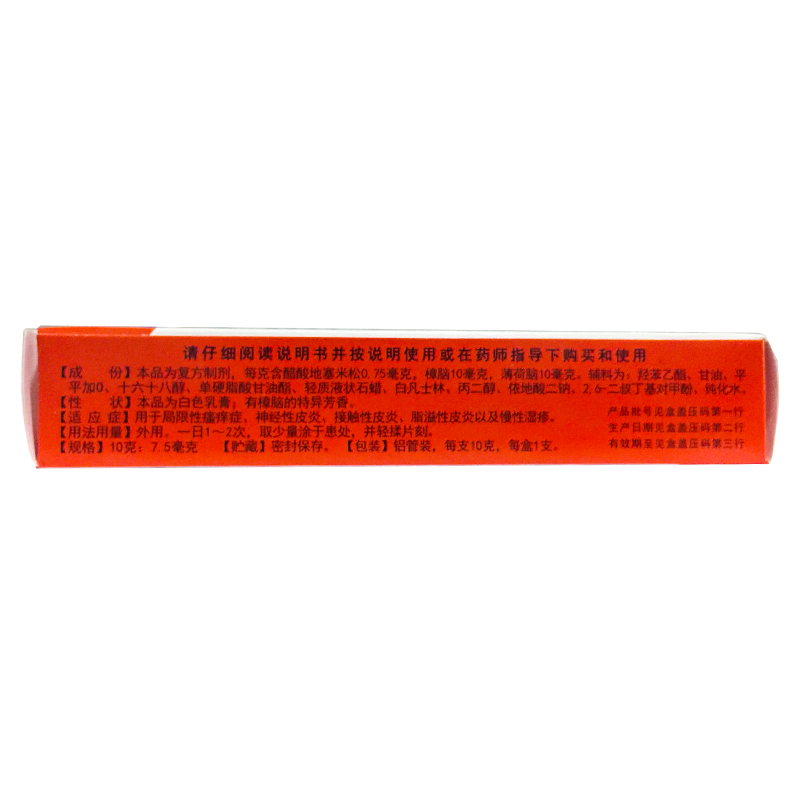 请仔细阅读说明书并按说明使用或在药师指导下购买和使用
【成 份】本品为复方制剂，每克含醋酸地塞米松0.75毫克，樟脑10毫克，薄荷脑10毫克。辅料为：羟苯乙酯、甘油、平
平加O、十六十八醇、单硬脂酸甘油酯、轻质液状石蜡、白凡士林、丙二醇、依地酸二钠、2,6-二叔丁基对甲酚、纯化水。
【性 状】本品为白色乳膏；有樟脑的特异芳香。
【适 应 症】用于局限性瘙痒症、神经性皮炎、接触性皮炎、脂溢性皮炎以及慢性湿疹。
【用法用量】外用。一日1～2次，取少量涂于患处，并轻揉片刻。
【规格】10克：7.5毫克 【贮藏】密封保存。 【包装】铝管装，每支10克，每盒1支。
产品批号见盒盖压码第一行
生产日期见盒盖压码第二行
有效期至见盒盖压码第三行